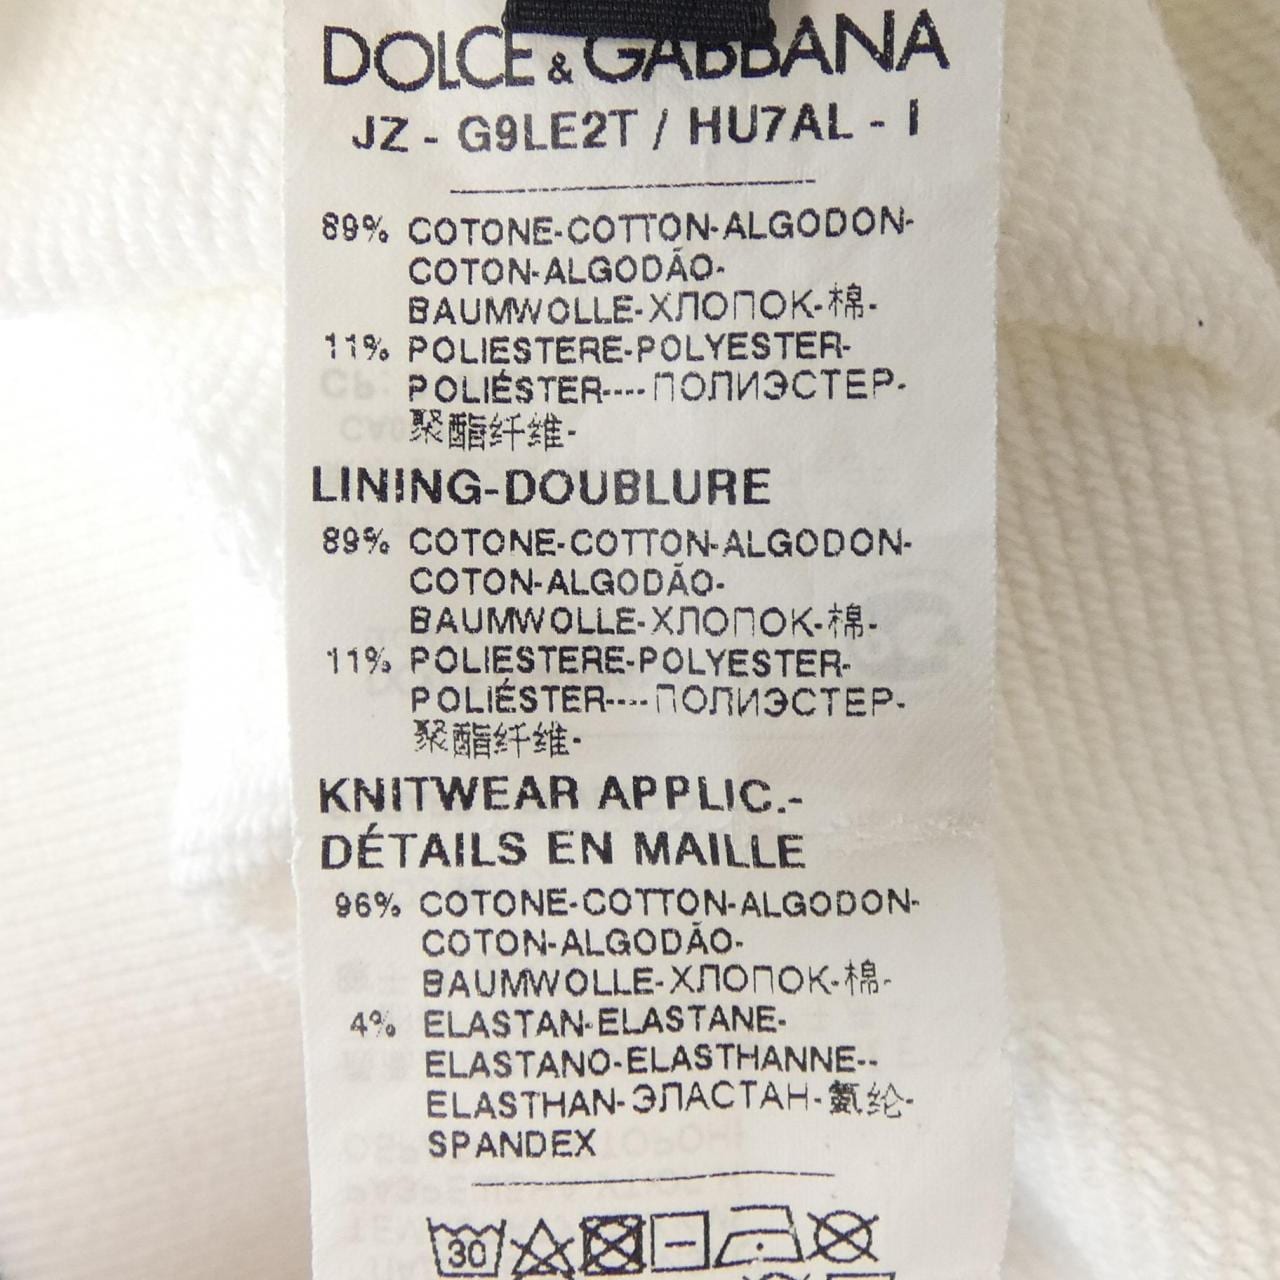 DOLCE & GABBANA
JZ - G9LE2T / HU7AL - I
89% COTONE-COTTON-ALGODON-
COTON-ALGODÃO-
BAUMWOLLE-ХЛОПОК-棉-
11% POLIESTERE-POLYESTER-
POLIÉSTER----ПОЛИЭСТЕР-
聚酯纤维-
LINING-DOUBLURE
89% COTONE-COTTON-ALGODON-
COTON-ALGODÃO-
BAUMWOLLE-ХЛОПОК-棉-
11% POLIESTERE-POLYESTER-
POLIÉSTER----ПОЛИЭСТЕР-
聚酯纤维-
KNITWEAR APPLIC.-
DÉTAILS EN MAILLE
96% COTONE-COTTON-ALGODON-
COTON-ALGODÃO-
BAUMWOLLE-ХЛОПОК-棉-
4% ELASTAN-ELASTANE-
ELASTANO-ELASTHANNE--
ELASTHAN-ЭЛАСТАН-氨纶-
SPANDEX
30